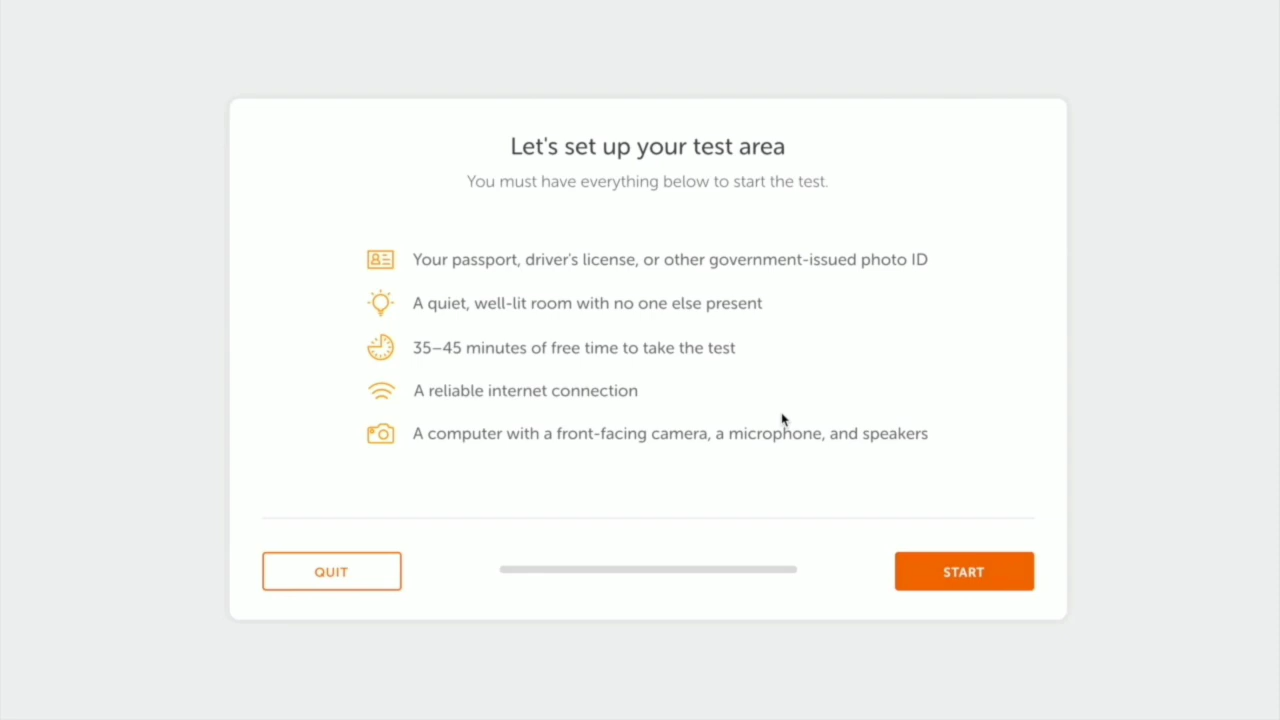 Let's set up your test area
You must have everything below to start the test.
Your passport, driver's license, or other government-issued photo ID
A quiet, well-lit room with no one else present
35–45 minutes of free time to take the test
A reliable internet connection
A computer with a front-facing camera, a microphone, and speakers
QUIT
START